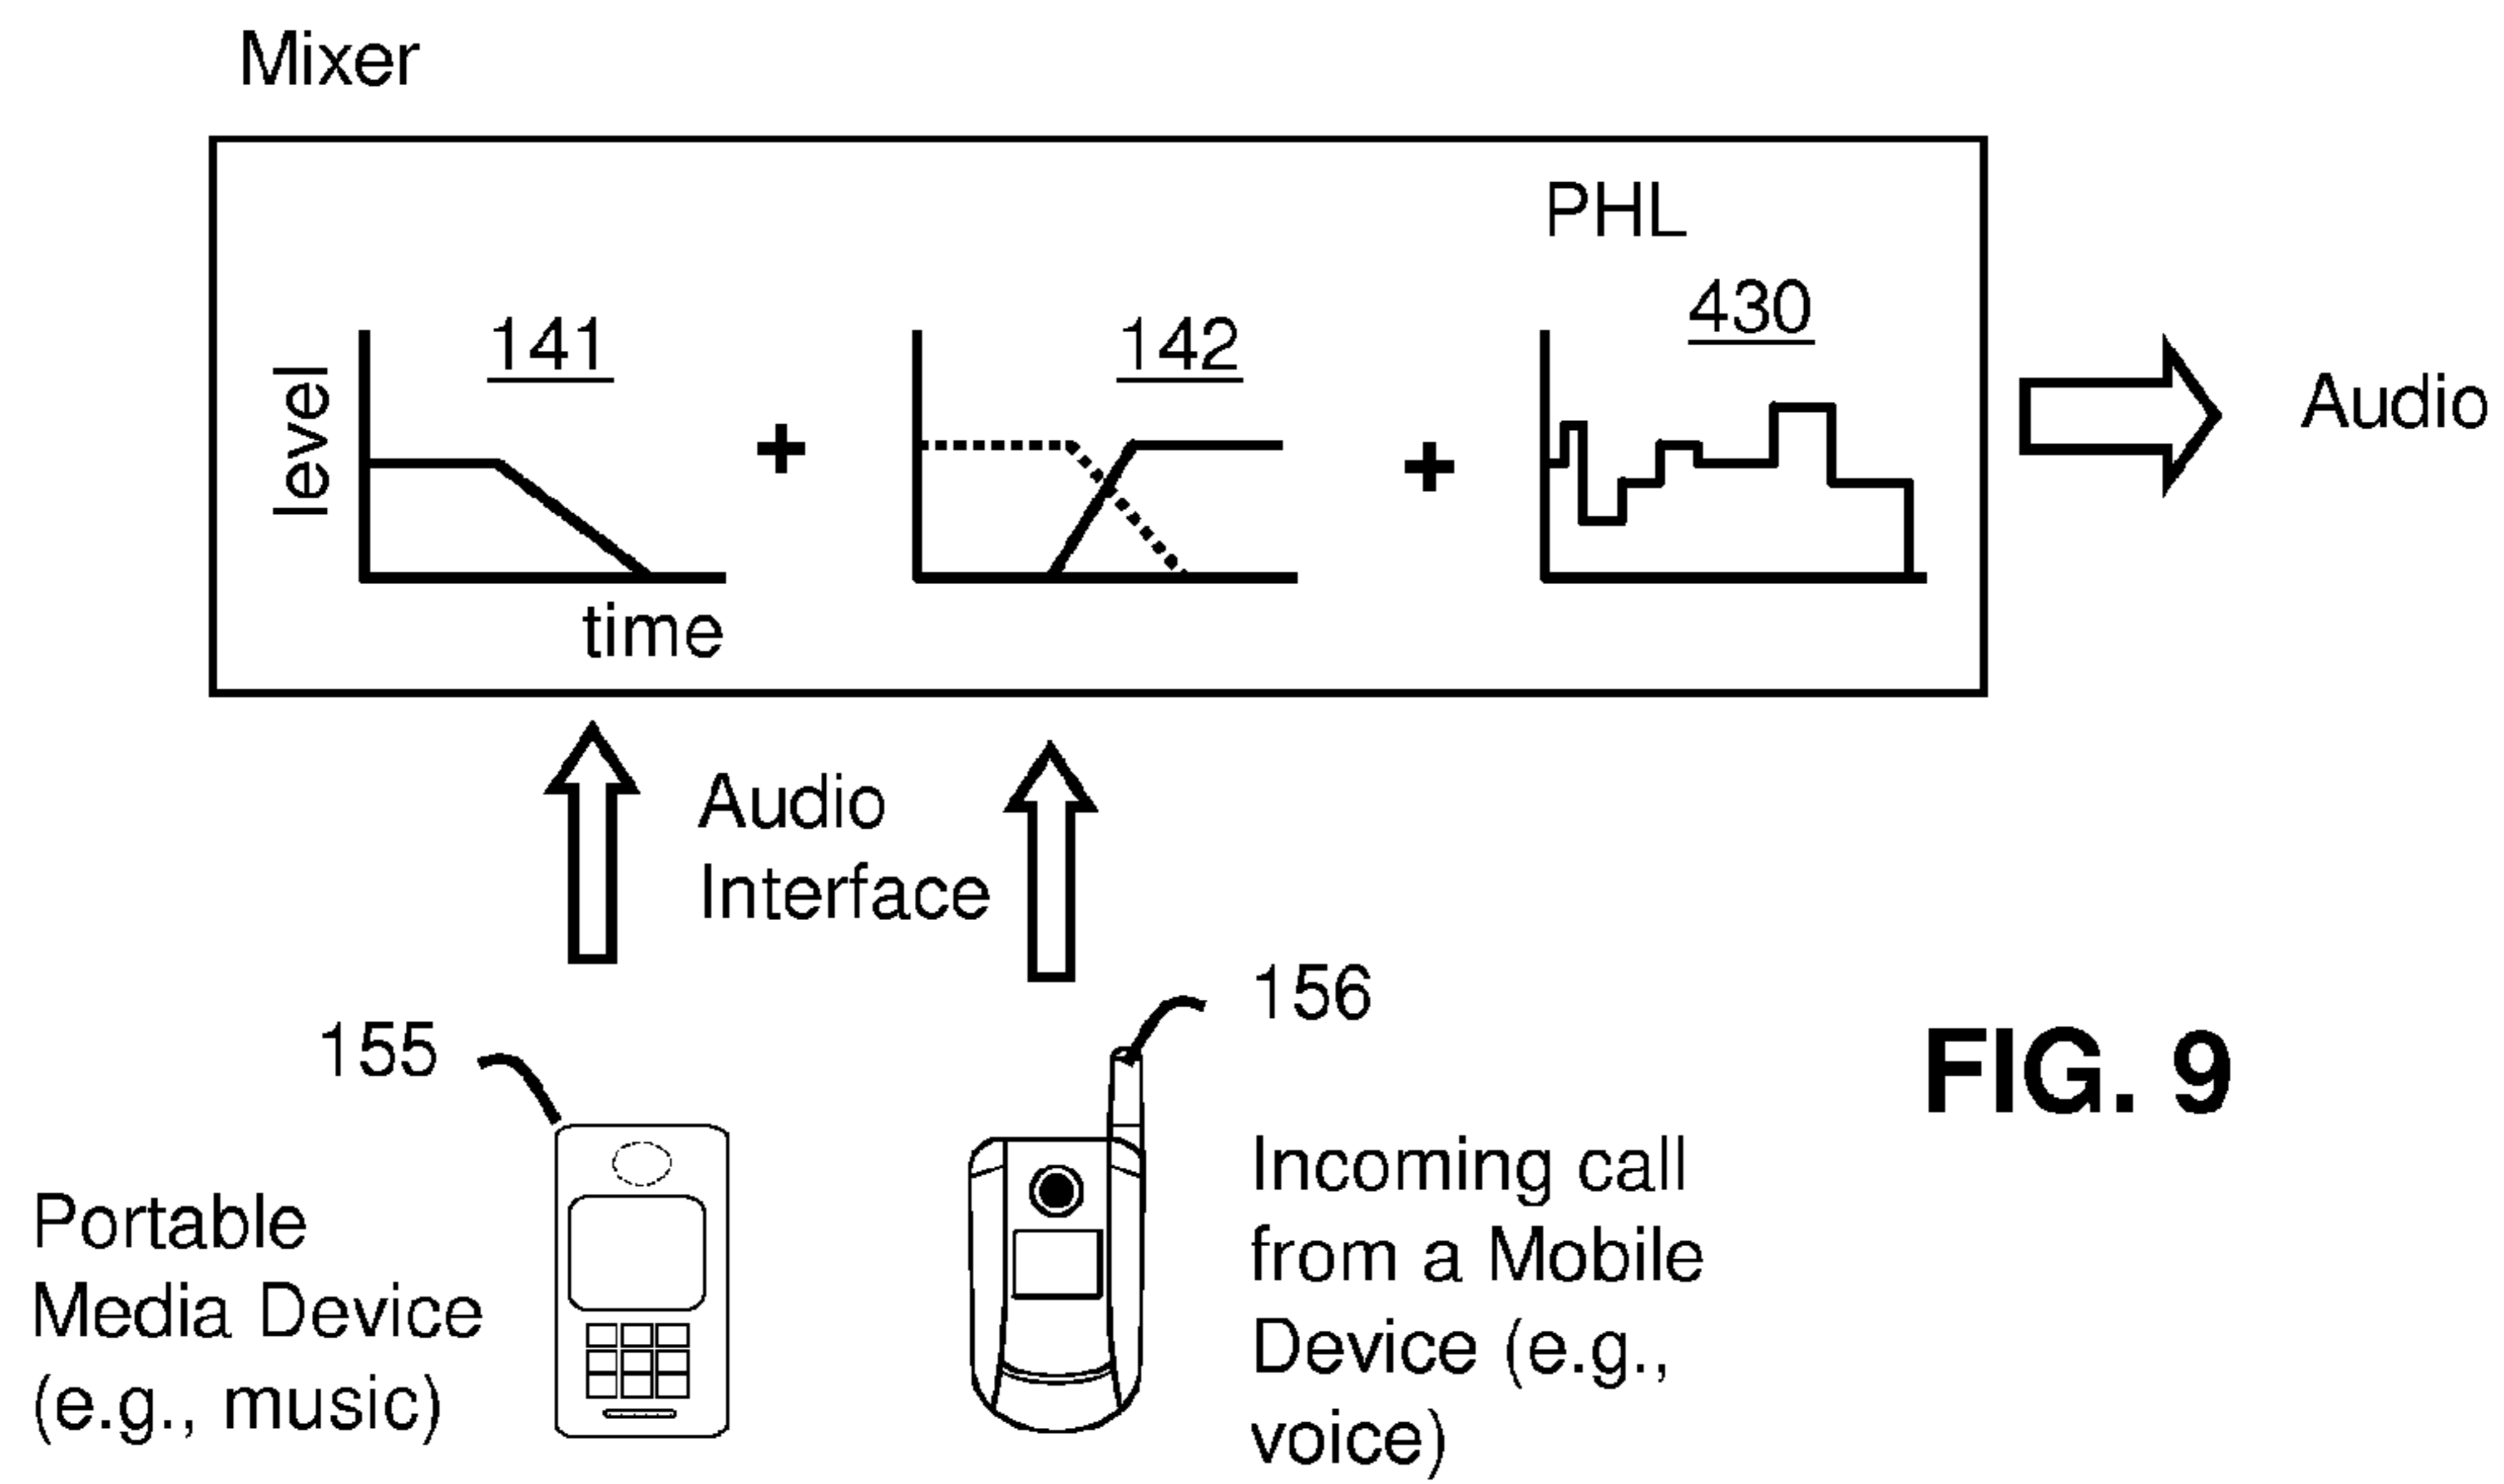 Mixer
PHL
141
142
430
level
+
+
time
Audio
Audio
Interface
155
156
FIG. 9
Portable
Media Device
(e.g., music)
Incoming call
from a Mobile
Device (e.g.,
voice)